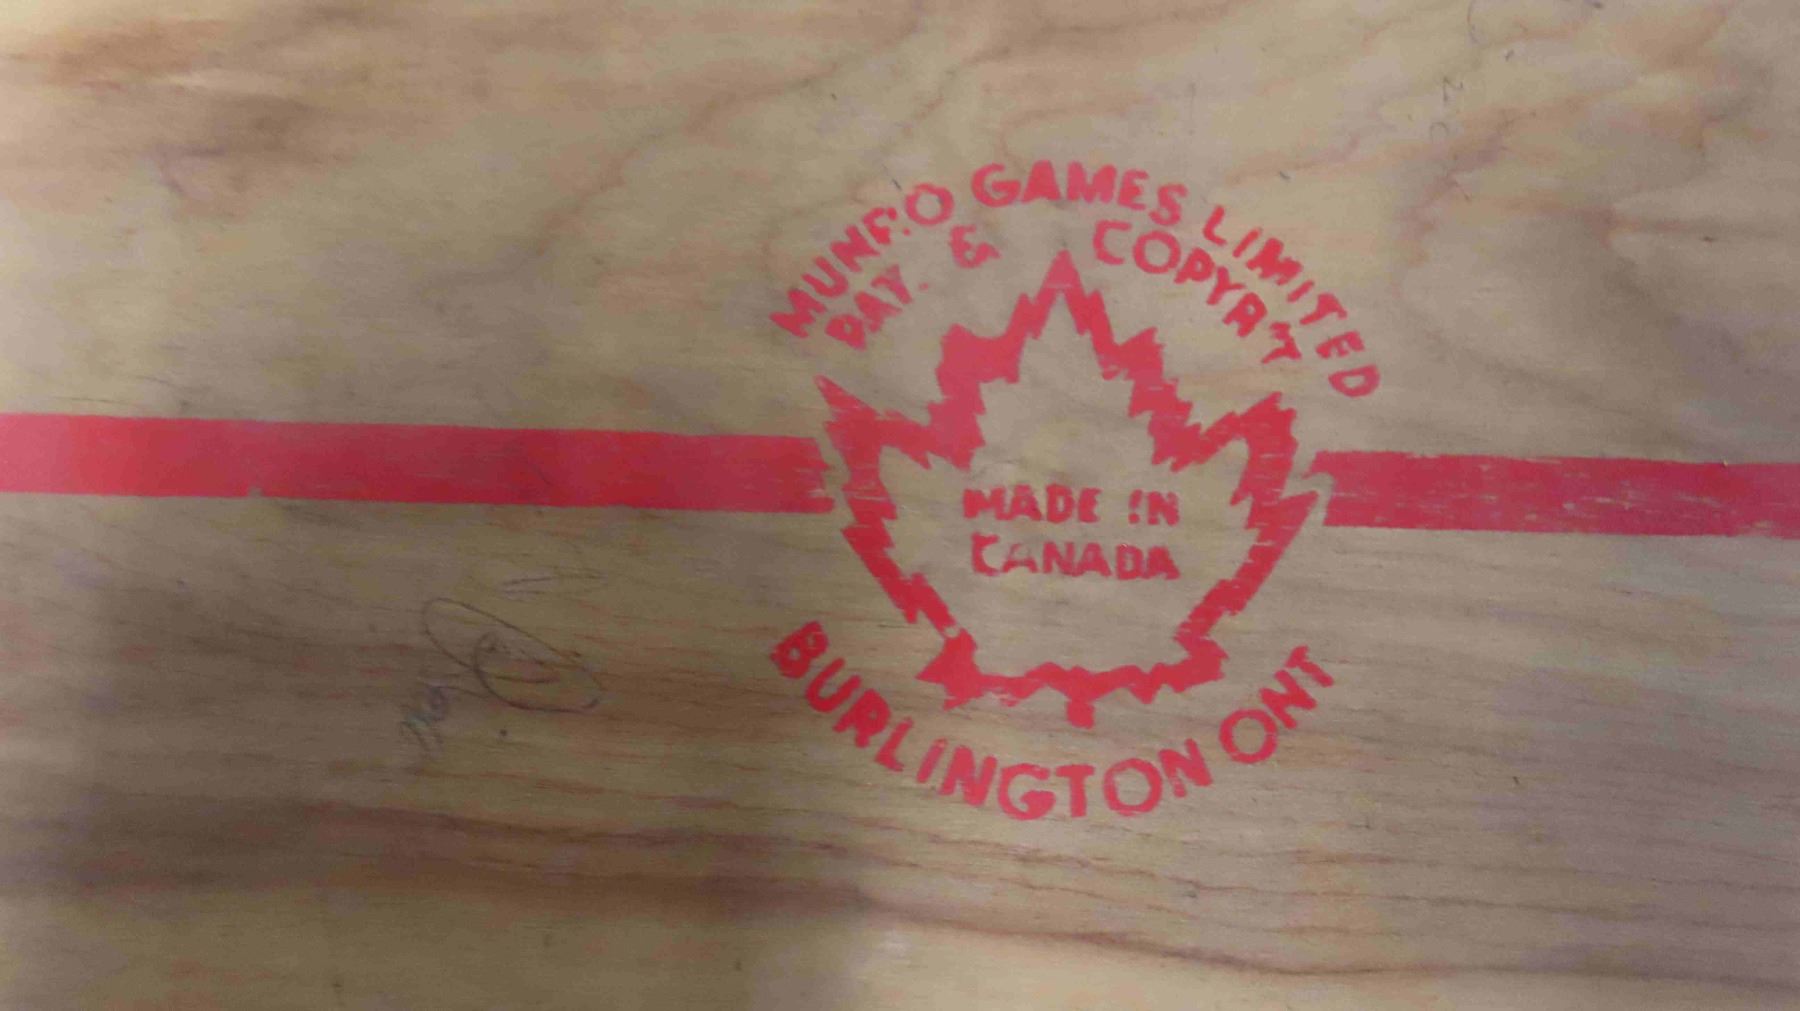 MUNRO GAMES LIMITED
PAT. & COPYR'T
MADE IN
CANADA
BURLINGTON ONT